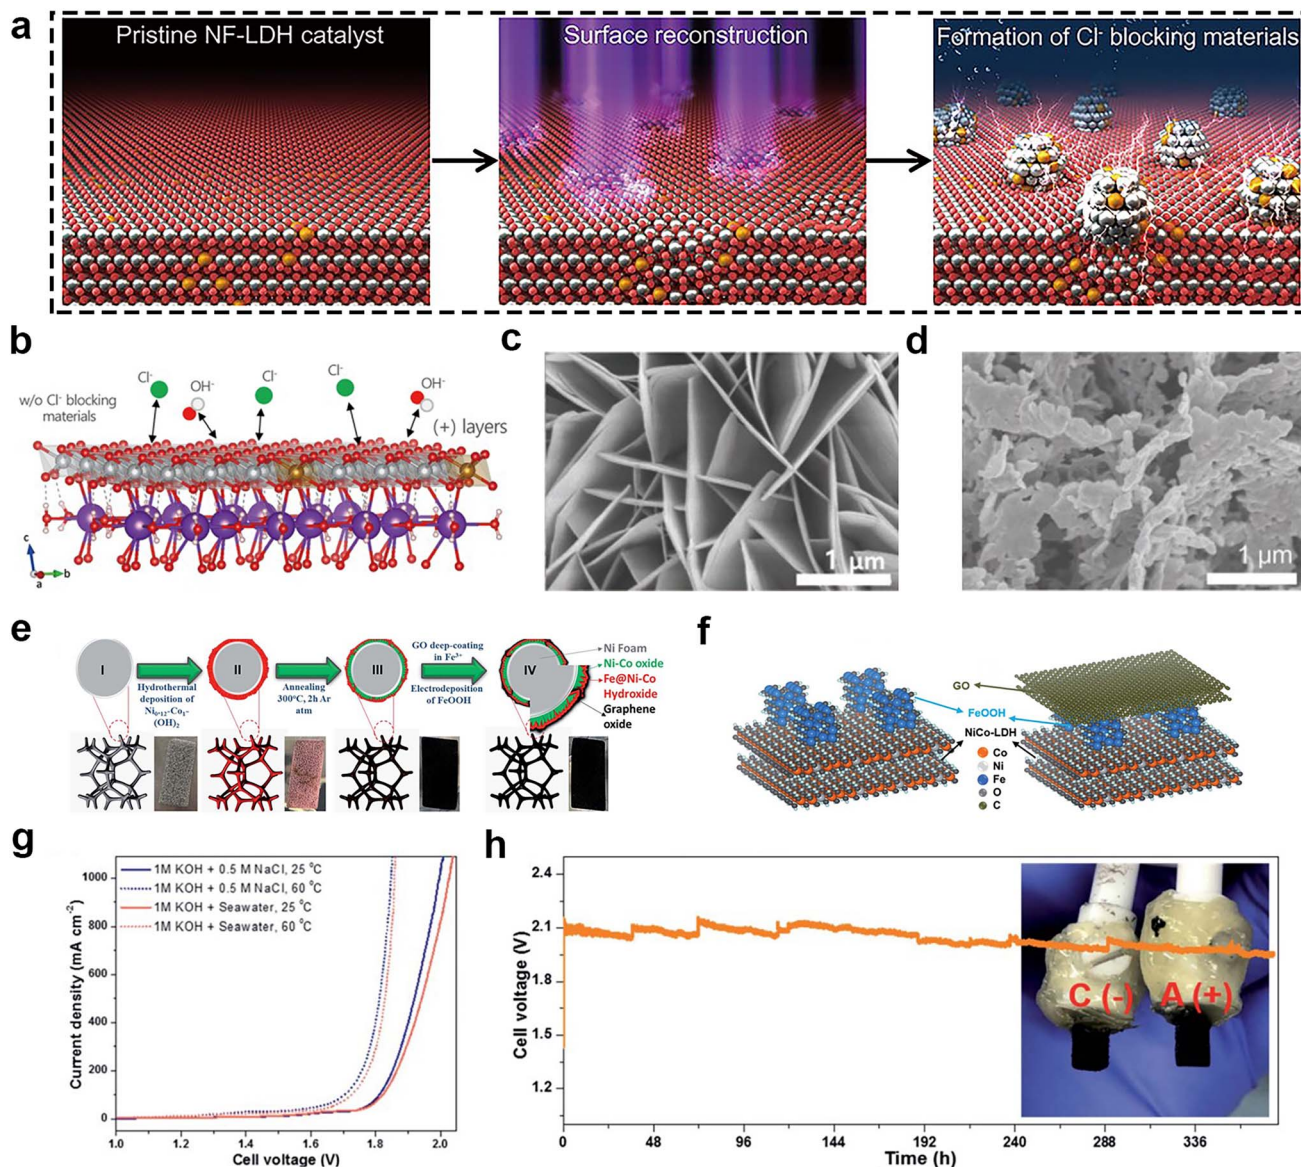 a
Pristine NF-LDH catalyst
Surface reconstruction
Formation of Cl⁻ blocking materials
b
w/o Cl⁻ blocking
materials
Cl⁻
OH⁻
Cl⁻
Cl⁻
OH⁻
(+) layers
c
a
b
c
1 μm
d
1 μm
e
I
Hydrothermal
deposition of
Ni₀.₁₂-Co₁-
(OH)₂
II
Annealing
300°C, 2h Ar
atm
III
GO deep-coating
in Fe³⁺
Electrodeposition
of FeOOH
IV
Ni Foam
Ni-Co oxide
Fe@Ni-Co
Hydroxide
Graphene
oxide
f
GO
FeOOH
NiCo-LDH
Co
Ni
Fe
O
C
g
1M KOH + 0.5 M NaCl, 25 °C
1M KOH + 0.5 M NaCl, 60 °C
1M KOH + Seawater, 25 °C
1M KOH + Seawater, 60 °C
Current density (mA cm⁻²)
1000
800
600
400
200
0
1.0 1.2 1.4 1.6 1.8 2.0
Cell voltage (V)
h
Cell voltage (V)
2.4
2.1
1.8
1.5
1.2
0 48 96 144 192 240 288 336
Time (h)
C (-)
A (+)